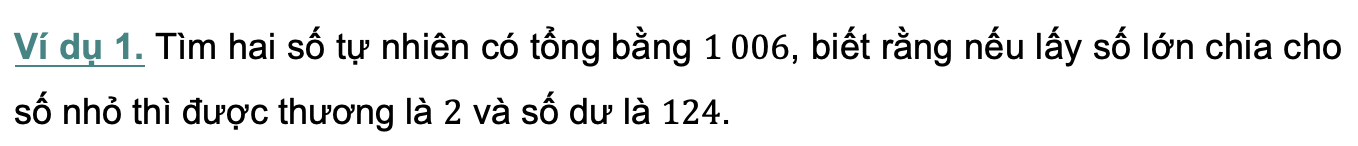 Ví dụ 1. Tìm hai số tự nhiên có tổng bằng 1 006, biết rằng nếu lấy số lớn chia cho
số nhỏ thì được thương là 2 và số dư là 124.